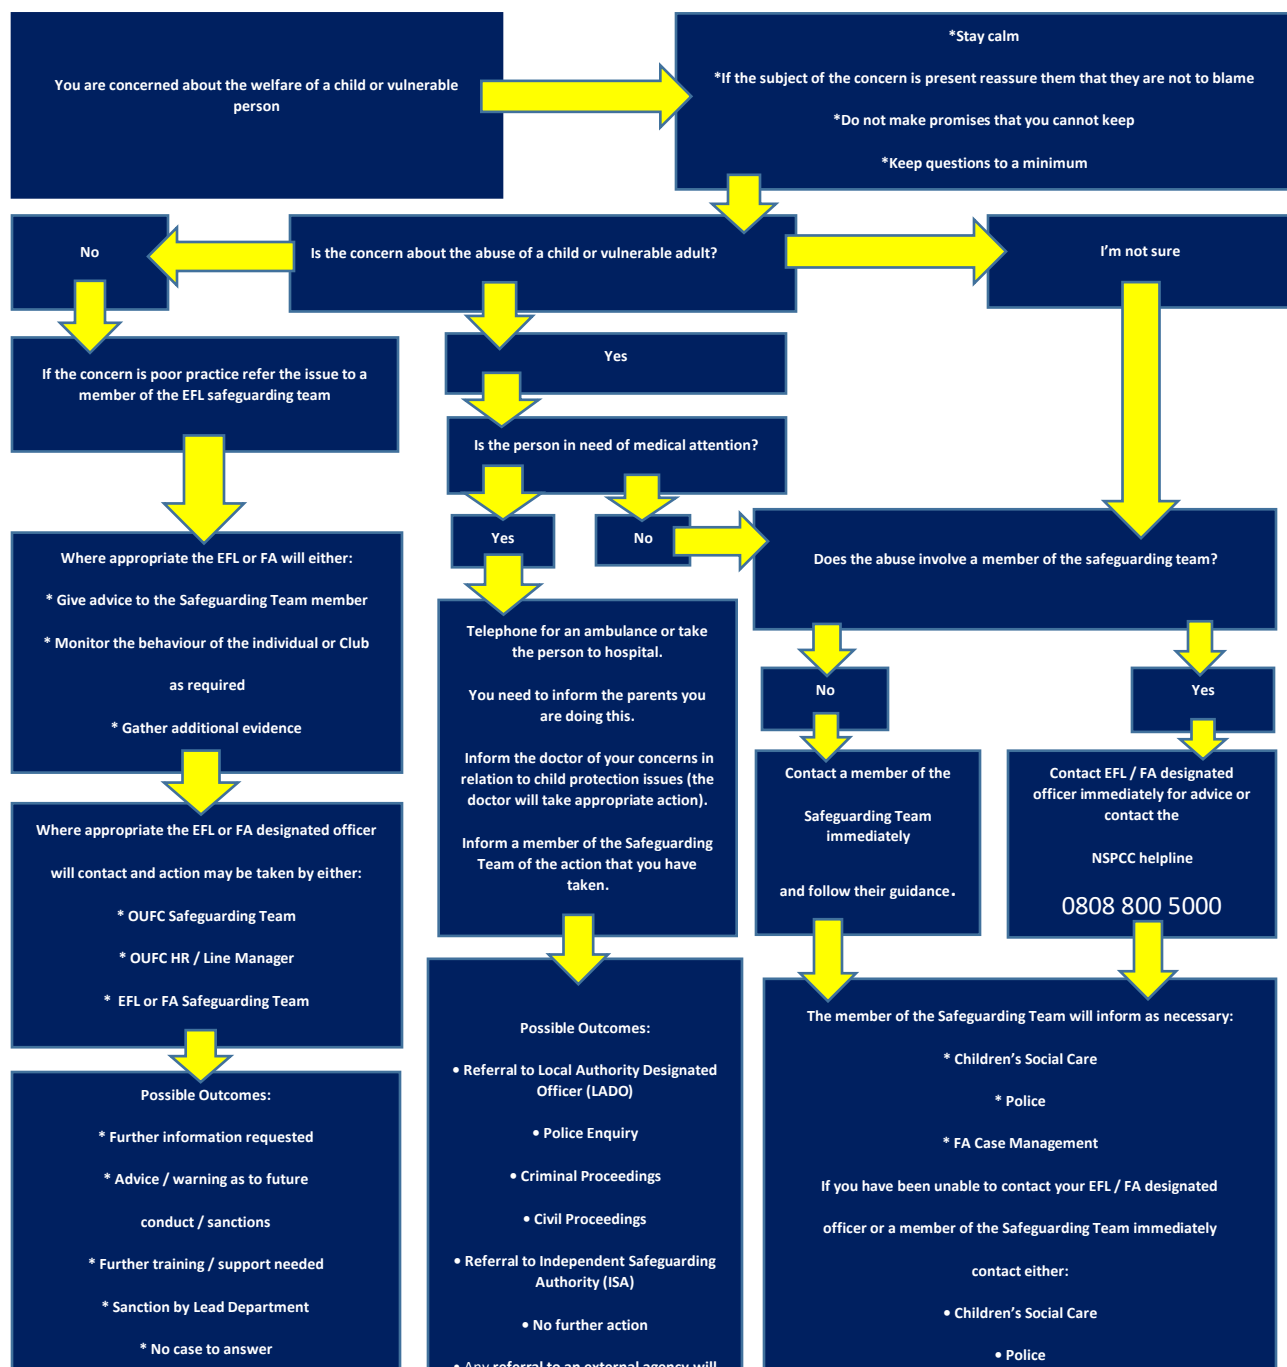 You are concerned about the welfare of a child or vulnerable
person
*Stay calm
*If the subject of the concern is present reassure them that they are not to blame
*Do not make promises that you cannot keep
*Keep questions to a minimum
No
Is the concern about the abuse of a child or vulnerable adult?
I'm not sure
If the concern is poor practice refer the issue to a
member of the EFL safeguarding team
Yes
Is the person in need of medical attention?
Yes
No
Does the abuse involve a member of the safeguarding team?
Where appropriate the EFL or FA will either:
* Give advice to the Safeguarding Team member
* Monitor the behaviour of the individual or Club
as required
* Gather additional evidence
Telephone for an ambulance or take
the person to hospital.
You need to inform the parents you
are doing this.
Inform the doctor of your concerns in
relation to child protection issues (the
doctor will take appropriate action).
Inform a member of the Safeguarding
Team of the action that you have
taken.
No
Yes
Contact a member of the
Safeguarding Team
immediately
and follow their guidance.
Contact EFL / FA designated
officer immediately for advice or
contact the
NSPCC helpline
0808 800 5000
Where appropriate the EFL or FA designated officer
will contact and action may be taken by either:
* OUFC Safeguarding Team
* OUFC HR / Line Manager
* EFL or FA Safeguarding Team
Possible Outcomes:
* Further information requested
* Advice / warning as to future
conduct / sanctions
* Further training / support needed
* Sanction by Lead Department
* No case to answer
Possible Outcomes:
• Referral to Local Authority Designated
Officer (LADO)
• Police Enquiry
• Criminal Proceedings
• Civil Proceedings
• Referral to Independent Safeguarding
Authority (ISA)
• No further action
• Any referral to an external agency will
The member of the Safeguarding Team will inform as necessary:
* Children's Social Care
* Police
* FA Case Management
If you have been unable to contact your EFL / FA designated
officer or a member of the Safeguarding Team immediately
contact either:
• Children's Social Care
• Police